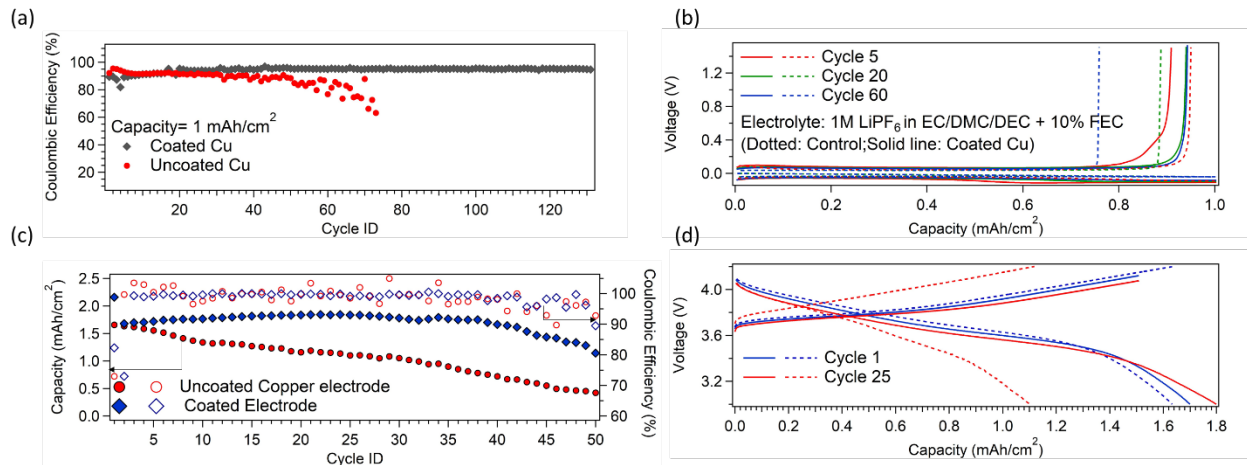 (a)
Coulombic Efficiency (%)
100
80
60
40
20
Capacity= 1 mAh/cm2
Coated Cu
Uncoated Cu
20
40
60
80
100
120
Cycle ID
(b)
Voltage (V)
1.2
0.8
0.4
0.0
Cycle 5
Cycle 20
Cycle 60
Electrolyte: 1M LiPF6 in EC/DMC/DEC + 10% FEC
(Dotted: Control;Solid line: Coated Cu)
0.0
0.2
0.4
0.6
0.8
1.0
Capacity (mAh/cm2)
(c)
Capacity (mAh/cm2)
2.5
2.0
1.5
1.0
0.5
0.0
Uncoated Copper electrode
Coated Electrode
5
10
15
20
25
30
35
40
45
50
Cycle ID
100
90
80
70
60
Coulombic Efficiency (%)
(d)
Voltage (V)
4.0
3.6
3.2
Cycle 1
Cycle 25
0.0
0.2
0.4
0.6
0.8
1.0
1.2
1.4
1.6
1.8
Capacity (mAh/cm2)